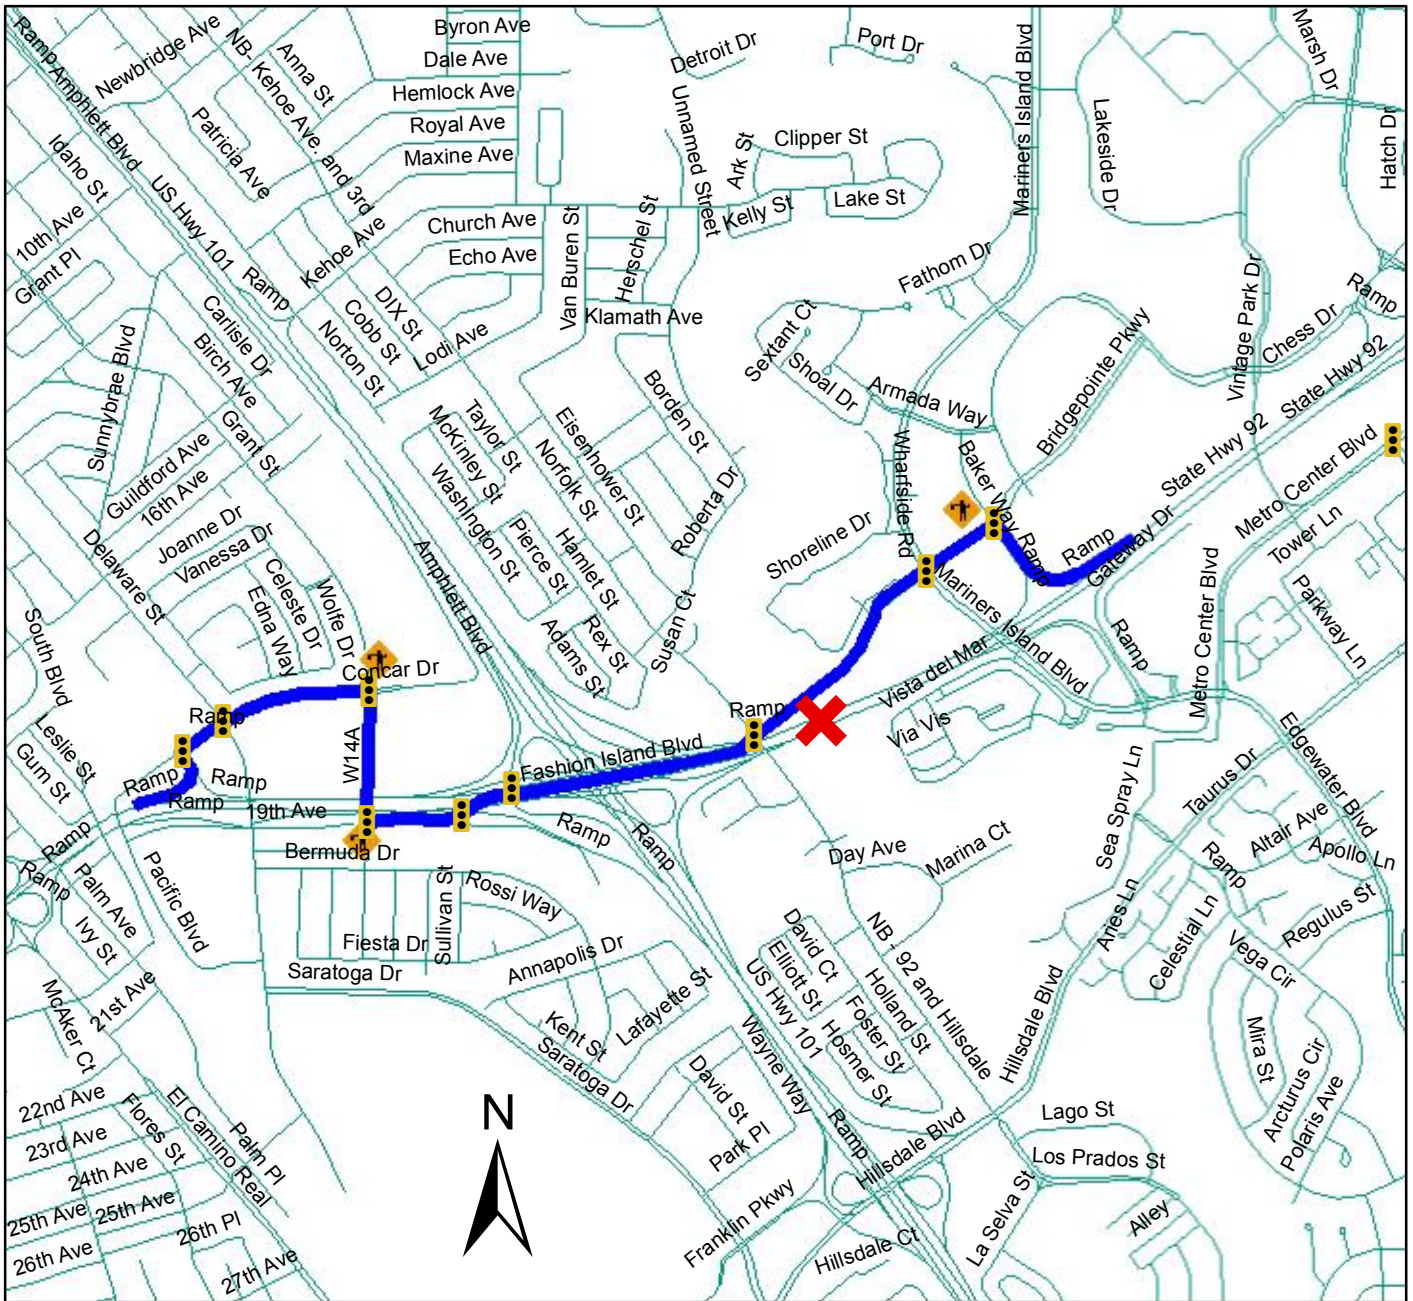 Byron Ave
Dale Ave
Hemlock Ave
Royal Ave
Maxine Ave
Church Ave
Echo Ave
Detroit Dr
Port Dr
Marsh Dr
Hatch Dr
Ramp
Amphlett Blvd
Newbridge Ave
NB- Kehoe Ave. and 3rd
Anna St
Patricia Ave
Idaho St
10th Ave
Grant Pl
US Hwy 101
Ramp
Kehoe Ave
DIX St
Cobb St
Norton St
Lodi Ave
Van Buren St
Herschel St
Klamath Ave
Unnamed Street
Ark St
Clipper St
Kelly St
Lake St
Mariners Island Blvd
Lakeside Dr
Fathom Dr
Vintage Park Dr
Ramp
Chess Dr
State Hwy 92
Sextant Ct
Shoal Dr
Armada Way
Bridgepointe Pkwy
Sunnybrae Blvd
Carlisle Dr
Birch Ave
Grant St
Guildford Ave
16th Ave
Joanne Dr
Vanessa Dr
Delaware St
Celeste Dr
Edna Way
Wolfe Dr
McKinley St
Taylor St
Washington St
Eisenhower St
Norfolk St
Borden St
Roberta Dr
Pierce St
Hamlet St
Adams St
Rex St
Susan Ct
Amphlett Blvd
Wharfside Rd
Baker Way
Shoreline Dr
Ramp
Ramp
Gateway Dr
State Hwy 92
Metro Center Blvd
Tower Ln
Parkway Ln
Metro Center Blvd
Ramp
Mariners Island Blvd
Vista del Mar
Via Vis
South Blvd
Concar Dr
Ramp
W14A
Leslie St
Gum St
Ramp
Ramp
Ramp
19th Ave
Fashion Island Blvd
Ramp
Bermuda Dr
Ramp
Ramp
Ramp
Ramp
Palm Ave
Ivy St
Pacific Blvd
Fiesta Dr
Sullivan St
Rossi Way
Saratoga Dr
Annapolis Dr
Lafayette St
Kent St
Saratoga Dr
21st Ave
McAker Ct
22nd Ave
23rd Ave
24th Ave
25th Ave
25th Ave
26th Ave
26th Pl
27th Ave
Flores St
El Camino Real
Palm Pl
N
David St
Park Pl
Wayne Way
US Hwy 101
Elliott St
David Ct
Hosmer St
Foster St
Holland St
NB - 92 and Hillsdale
Day Ave
Marina Ct
Sea Spray Ln
Taurus Dr
Edgewater Blvd
Altair Ave
Apollo Ln
Ramp
Aries Ln
Celestial Ln
Regulus St
Vega Cir
Mira St
Arcturus Cir
Polaris Ave
Hillsdale Blvd
Ramp
Hillsdale Blvd
Lago St
Los Prados St
La Selva St
Alley
Franklin Pkwy
Hillsdale Ct